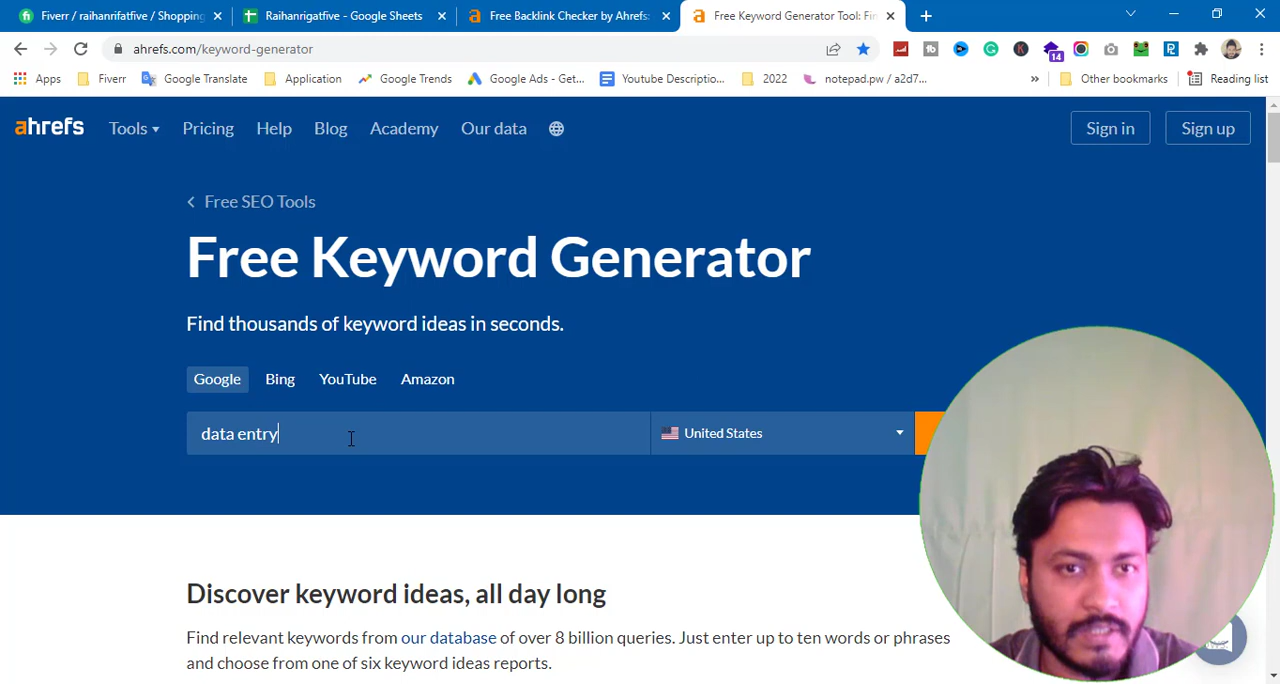 Fiverr / raihanrifatfive / Shopping
Raihanrigatfive - Google Sheets
Free Backlink Checker by Ahrefs:
Free Keyword Generator Tool: Fin
ahrefs.com/keyword-generator
14
Apps
Fiverr
Google Translate
Application
Google Trends
Google Ads - Get...
Youtube Descriptio...
2022
notepad.pw / a2d7...
»
Other bookmarks
Reading list
ahrefs
Tools
Pricing
Help
Blog
Academy
Our data
Sign in
Sign up
Free SEO Tools
Free Keyword Generator
Find thousands of keyword ideas in seconds.
Google
Bing
YouTube
Amazon
data entry
United States
Discover keyword ideas, all day long
Find relevant keywords from our database of over 8 billion queries. Just enter up to ten words or phrases
and choose from one of six keyword ideas reports.